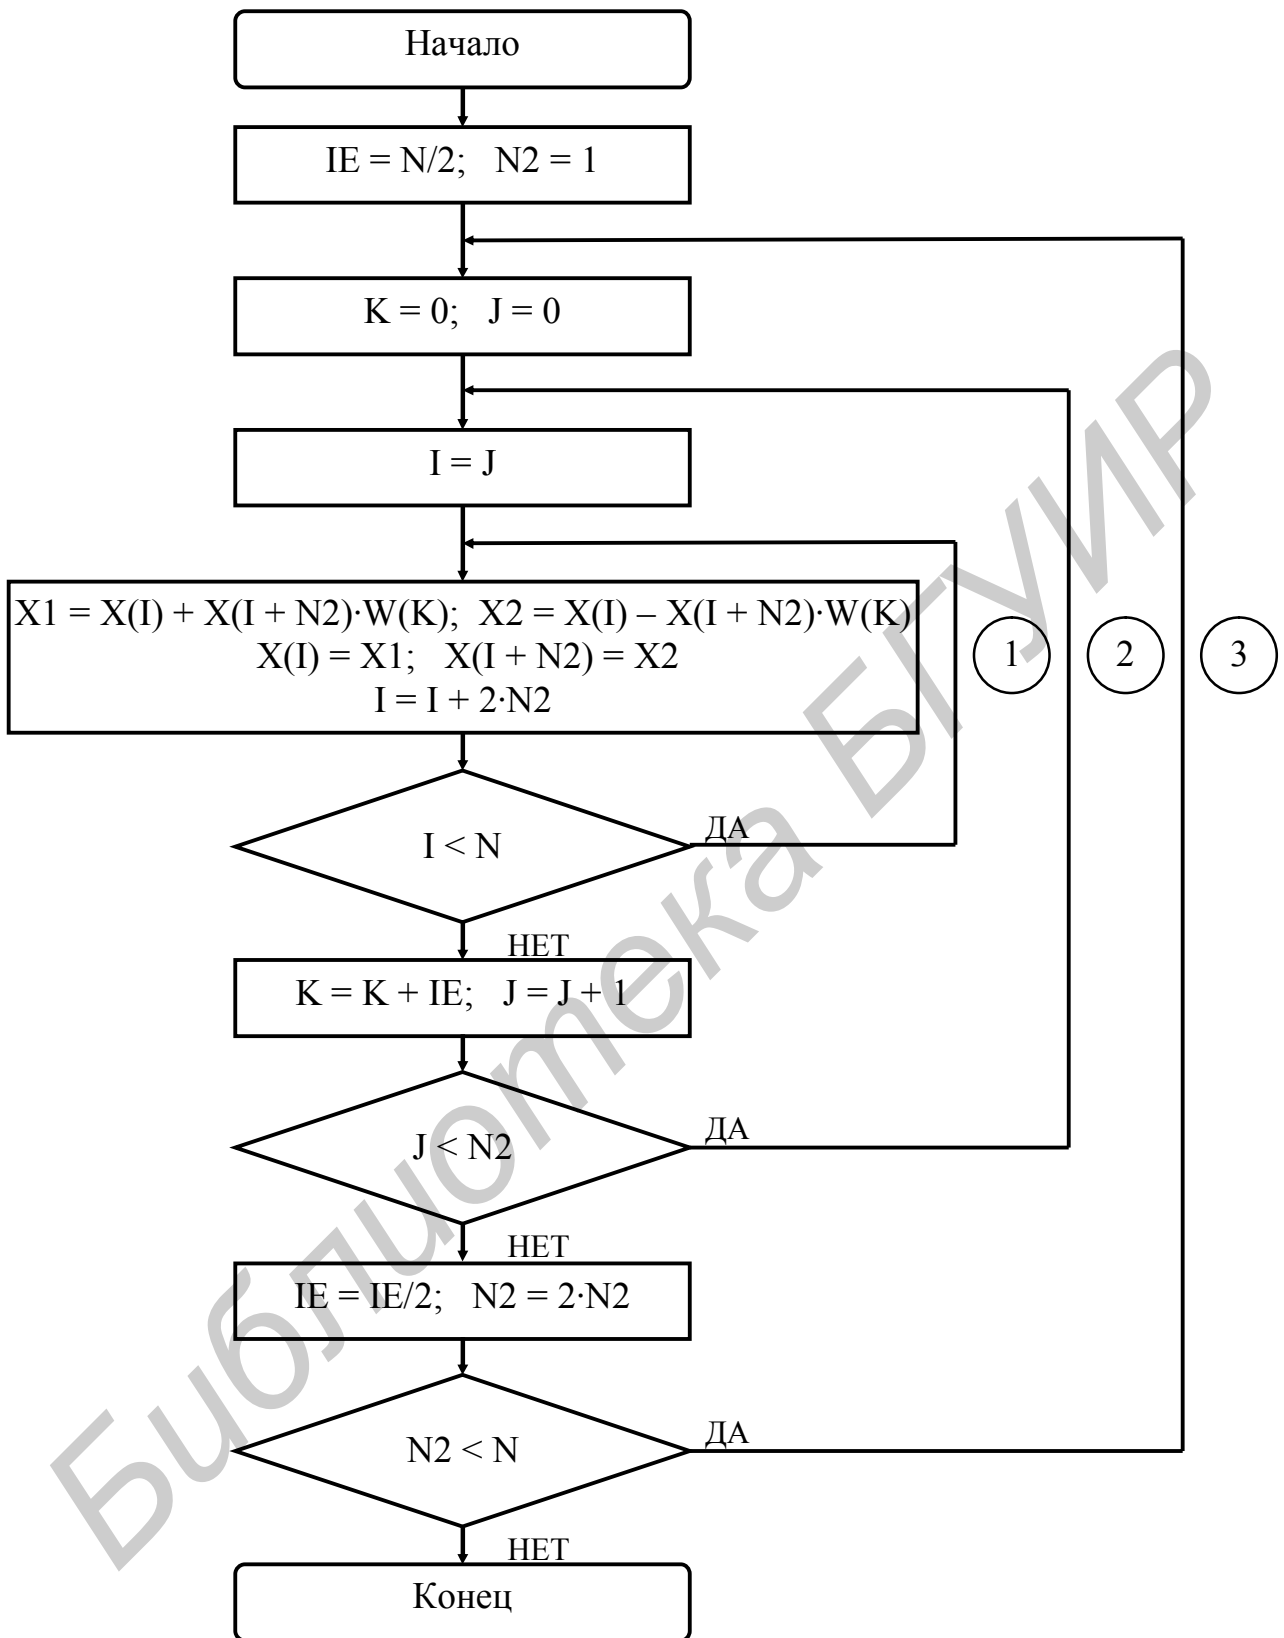 Начало
IE = N/2; N2 = 1
K = 0; J = 0
I = J
X1 = X(I) + X(I + N2)·W(K); X2 = X(I) – X(I + N2)·W(K)
X(I) = X1; X(I + N2) = X2
I = I + 2·N2
1
2
3
I < N
ДА
НЕТ
K = K + IE; J = J + 1
J < N2
ДА
НЕТ
IE = IE/2; N2 = 2·N2
N2 < N
ДА
НЕТ
Конец
Библиотека БГУИР